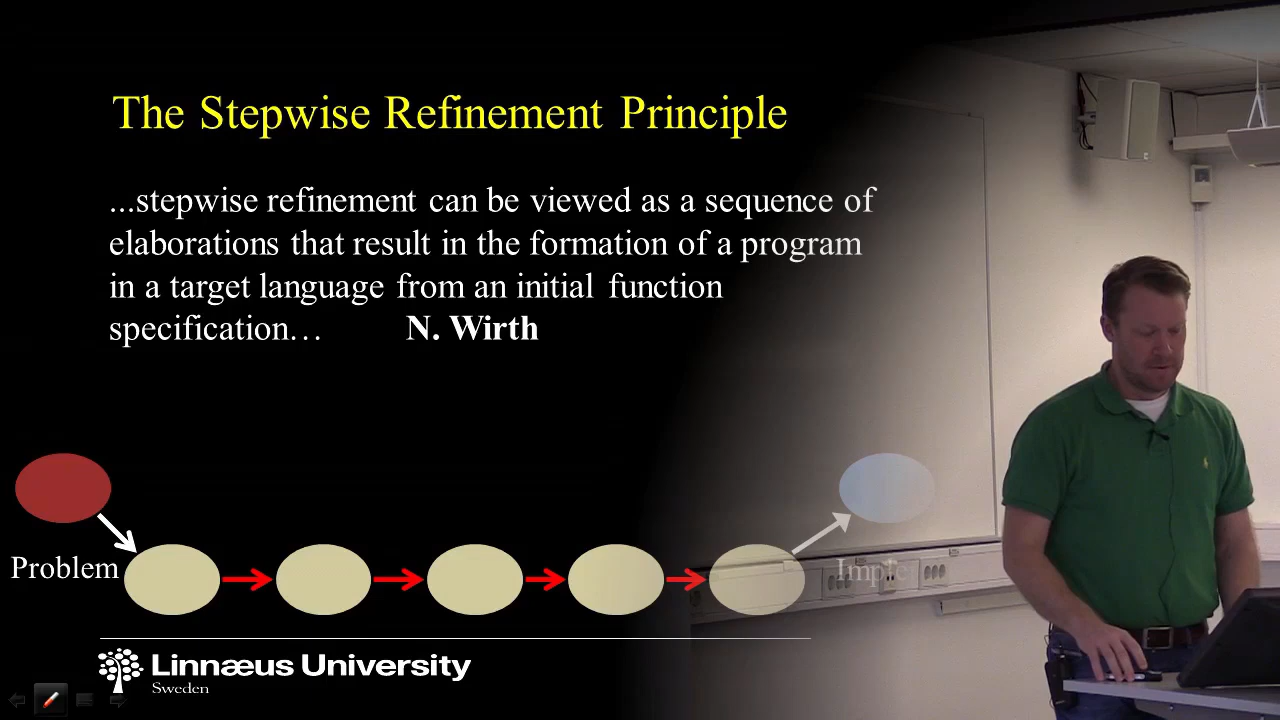 The Stepwise Refinement Principle
...stepwise refinement can be viewed as a sequence of
elaborations that result in the formation of a program
in a target language from an initial function
specification… N. Wirth
Problem
Imple
Linnæus University
Sweden